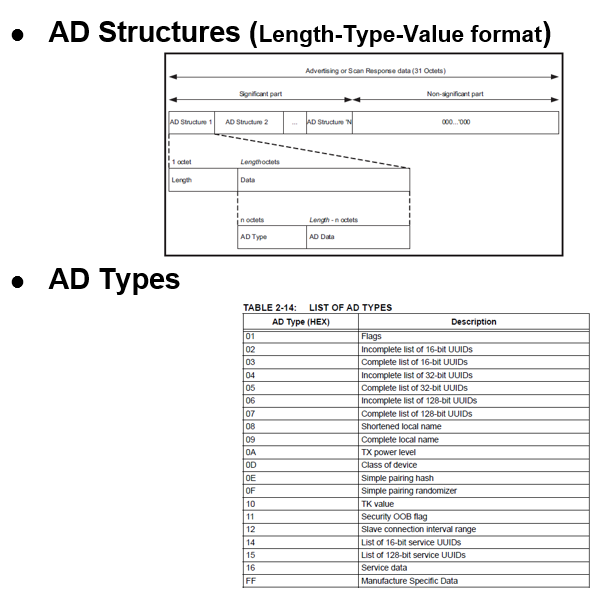 ● AD Structures (Length-Type-Value format)
Advertising or Scan Response data (31 Octets)
Significant part Non-significant part
AD Structure 1 AD Structure 2 ... AD Structure 'N 000...'000
1 octet Lengthoctets
Length Data
n octets Length - n octets
AD Type AD Data
● AD Types
TABLE 2-14: LIST OF AD TYPES
AD Type (HEX) Description
01 Flags
02 Incomplete list of 16-bit UUIDs
03 Complete list of 16-bit UUIDs
04 Incomplete list of 32-bit UUIDs
05 Complete list of 32-bit UUIDs
06 Incomplete list of 128-bit UUIDs
07 Complete list of 128-bit UUIDs
08 Shortened local name
09 Complete local name
0A TX power level
0D Class of device
0E Simple pairing hash
0F Simple pairing randomizer
10 TK value
11 Security OOB flag
12 Slave connection interval range
14 List of 16-bit service UUIDs
15 List of 128-bit service UUIDs
16 Service data
FF Manufacture Specific Data